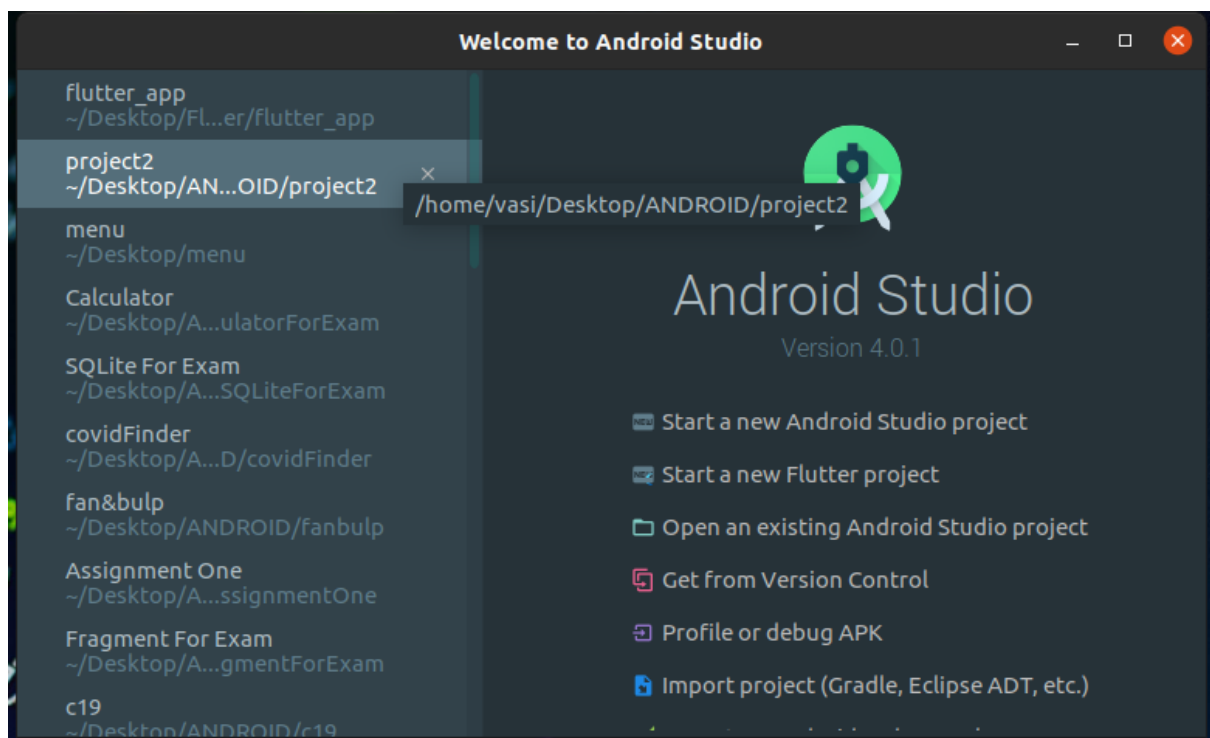 Welcome to Android Studio
flutter_app
~/Desktop/Fl...er/flutter_app
project2
~/Desktop/AN...OID/project2
/home/vasi/Desktop/ANDROID/project2
menu
~/Desktop/menu
Calculator
~/Desktop/A...ulatorForExam
SQLite For Exam
~/Desktop/A...SQLiteForExam
covidFinder
~/Desktop/A...D/covidFinder
fan&bulp
~/Desktop/ANDROID/fanbulp
Assignment One
~/Desktop/A...ssignmentOne
Fragment For Exam
~/Desktop/A...gmentForExam
c19
~/Desktop/ANDROID/c19
Android Studio
Version 4.0.1
Start a new Android Studio project
Start a new Flutter project
Open an existing Android Studio project
Get from Version Control
Profile or debug APK
Import project (Gradle, Eclipse ADT, etc.)